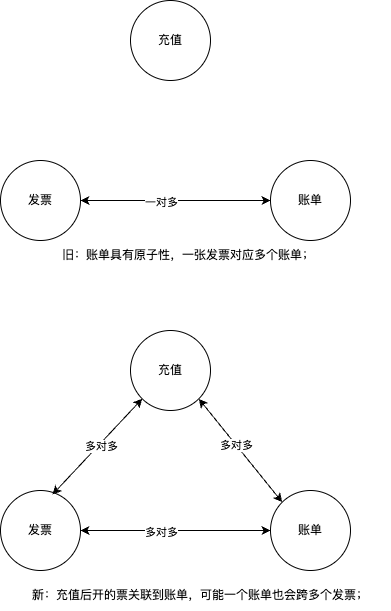 充值
发票
一对多
账单
旧：账单具有原子性，一张发票对应多个账单；
充值
多对多
多对多
发票
多对多
账单
新：充值后开的票关联到账单，可能一个账单也会跨多个发票；